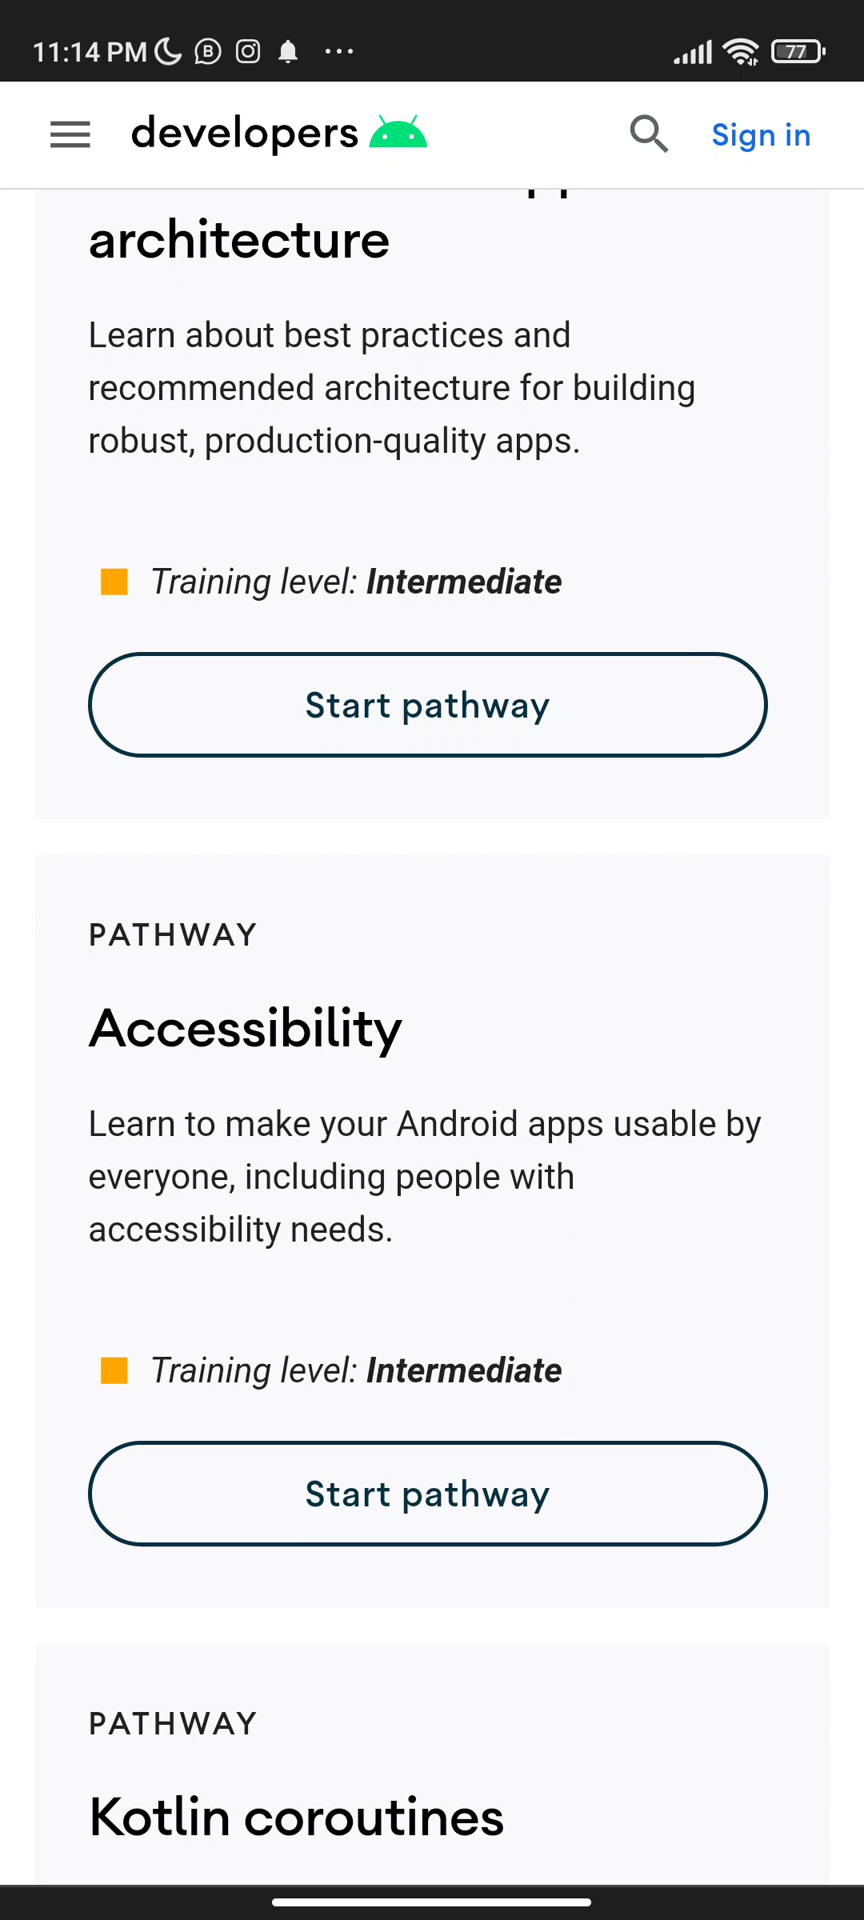 11:14 PM
77
developers
Sign in
architecture
Learn about best practices and
recommended architecture for building
robust, production-quality apps.
Training level: Intermediate
Start pathway
PATHWAY
Accessibility
Learn to make your Android apps usable by
everyone, including people with
accessibility needs.
Training level: Intermediate
Start pathway
PATHWAY
Kotlin coroutines